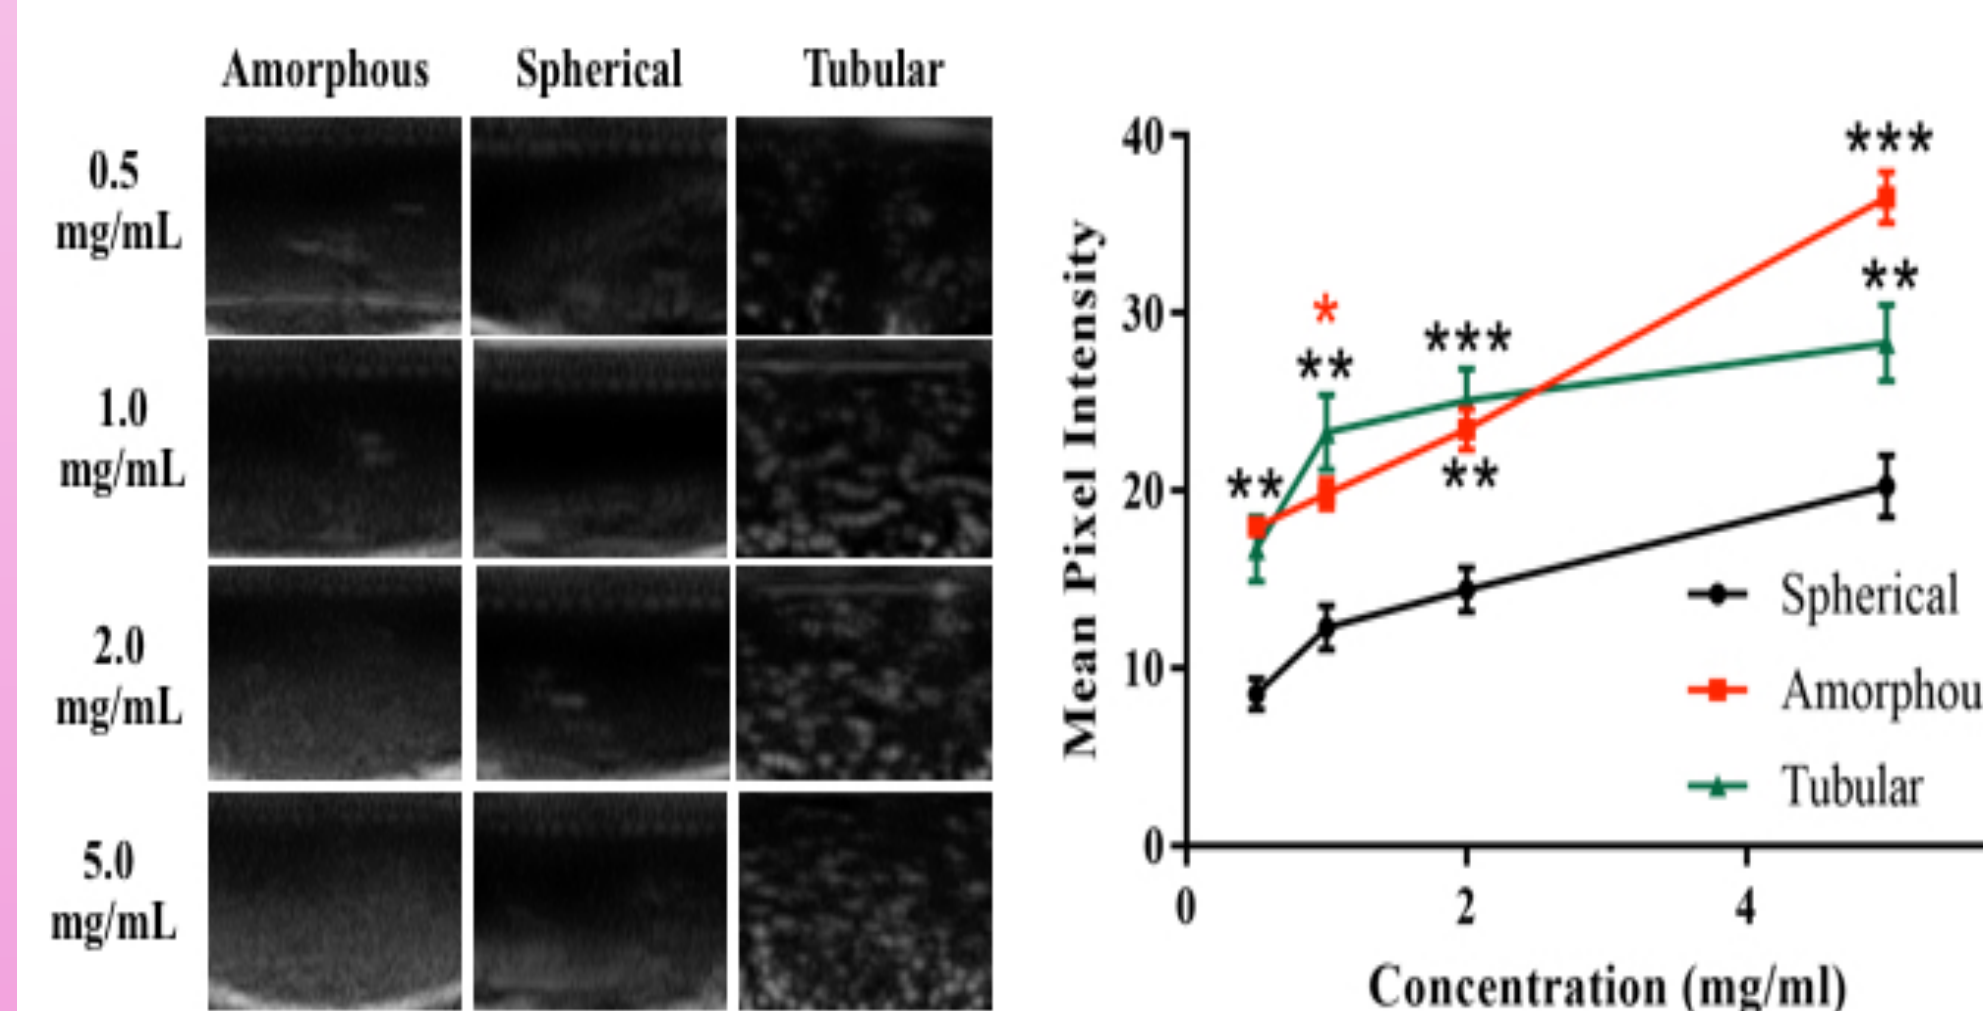 Amorphous Spherical Tubular
0.5
mg/mL
1.0
mg/mL
2.0
mg/mL
5.0
mg/mL
Mean Pixel Intensity
40
30
20
10
0
**
*
**
***
**
***
**
Spherical
Amorphou
Tubular
0 2 4
Concentration (mg/ml)